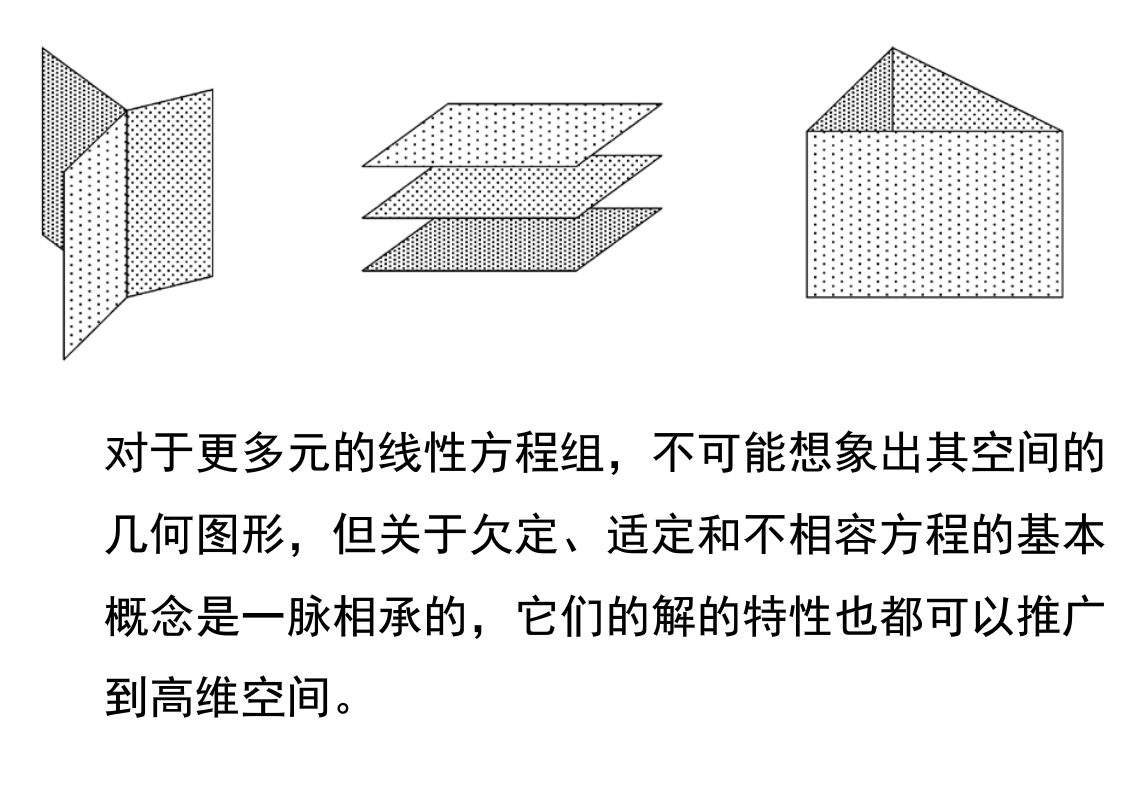 对于更多元的线性方程组，不可能想象出其空间的
几何图形，但关于欠定、适定和不相容方程的基本
概念是一脉相承的，它们的解的特性也都可以推广
到高维空间。